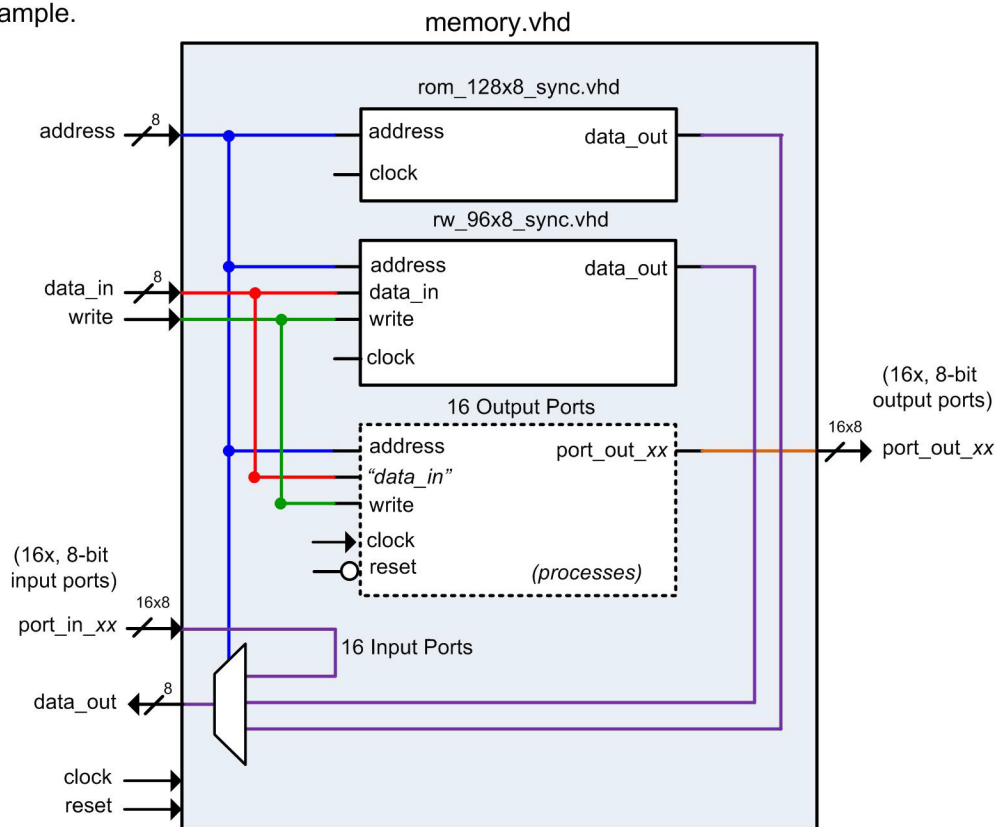 ample.
memory.vhd
rom_128x8_sync.vhd
address
8
address
data_out
clock
rw_96x8_sync.vhd
address
data_out
data_in
8
data_in
write
write
clock
(16x, 8-bit
output ports)
16 Output Ports
16x8
address
port_out_xx
port_out_xx
"data_in"
write
clock
(16x, 8-bit
input ports)
reset
(processes)
16x8
port_in_xx
16 Input Ports
8
data_out
clock
reset